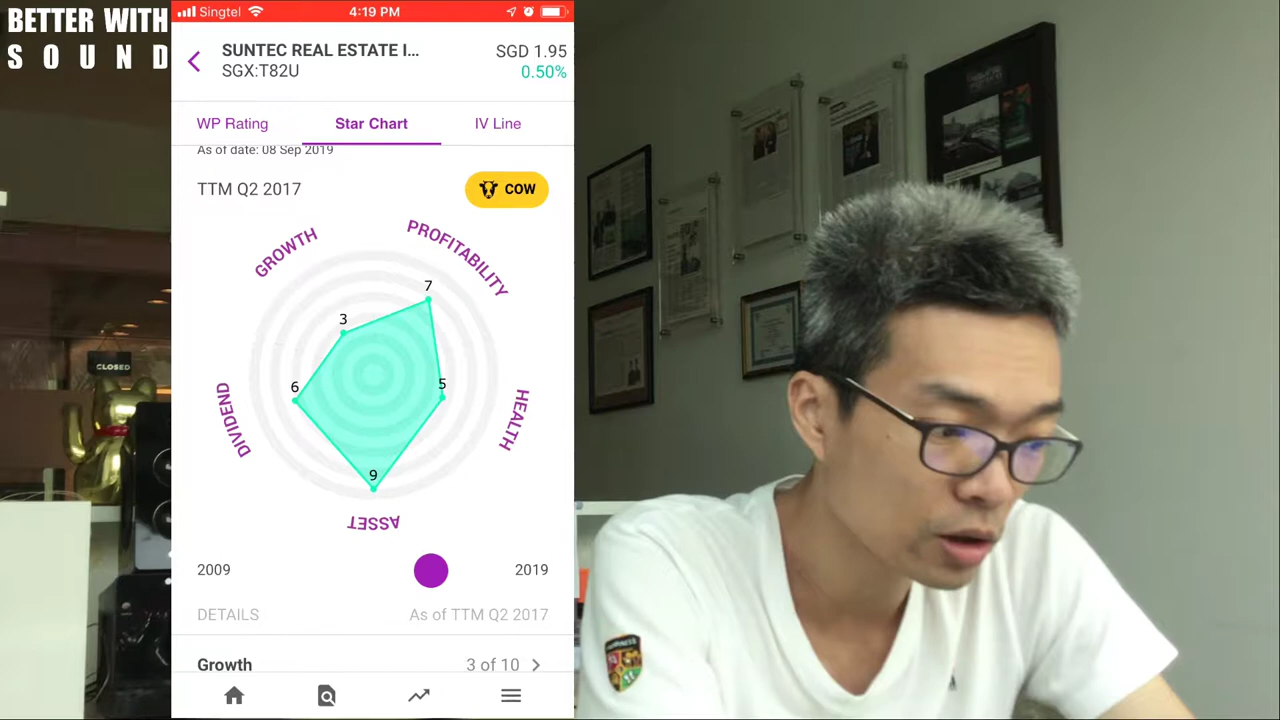 BETTER WITH
SOUND
Singtel
4:19 PM
SUNTEC REAL ESTATE I...
SGD 1.95
SGX:T82U
0.50%
WP Rating
Star Chart
IV Line
As of date: 08 Sep 2019
TTM Q2 2017
COW
GROWTH
PROFITABILITY
7
3
6
5
DIVIDEND
HEALTH
9
ASSET
2009
2019
DETAILS
As of TTM Q2 2017
Growth
3 of 10
CLOSED